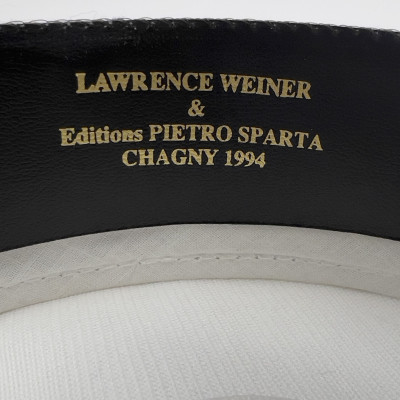 LAWRENCE WEINER
&
Editions PIETRO SPARTA
CHAGNY 1994